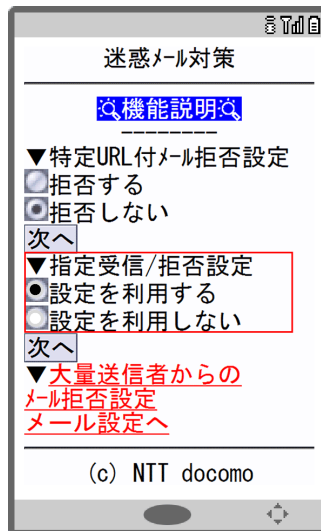 迷惑ﾒｰﾙ対策
機能説明
--------
▼特定URL付ﾒｰﾙ拒否設定
拒否する
拒否しない
次へ
▼指定受信/拒否設定
設定を利用する
設定を利用しない
次へ
▼大量送信者からの
ﾒｰﾙ拒否設定
メール設定へ
(c) NTT docomo